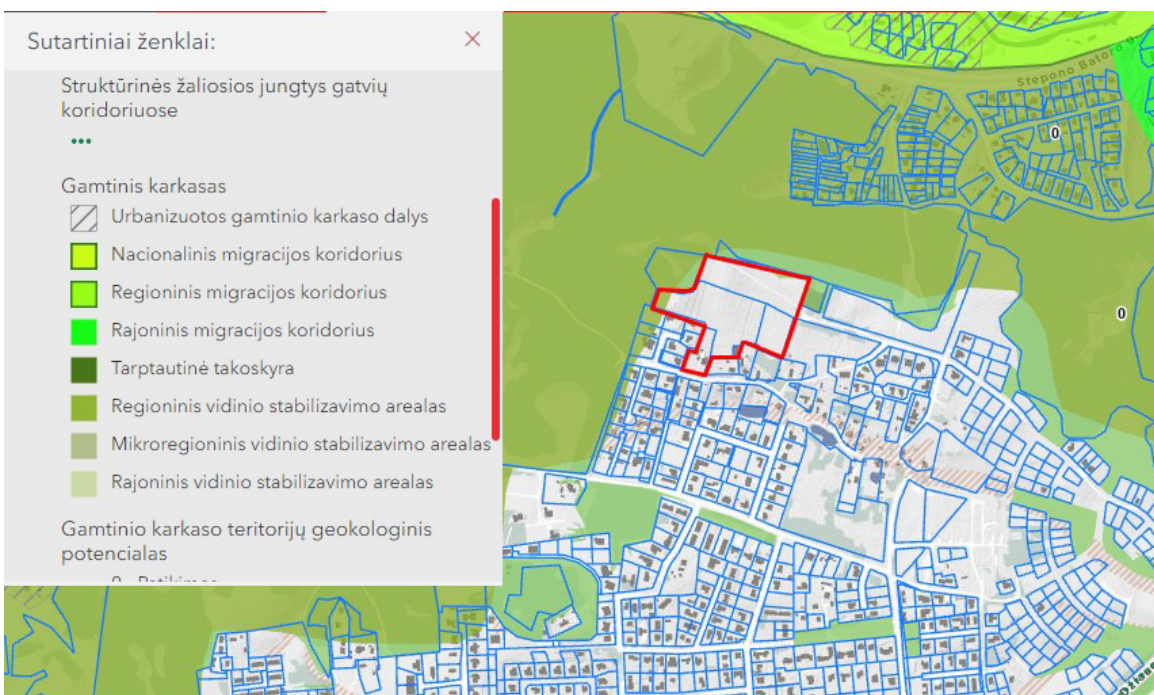 Sutartiniai ženklai:
Struktūrinės žaliosios jungtys gatvių
koridoriuose
Gamtinis karkasas
Urbanizuotos gamtinio karkaso dalys
Nacionalinis migracijos koridorius
Regioninis migracijos koridorius
Rajoninis migracijos koridorius
Tarptautinė takoskyra
Regioninis vidinio stabilizavimo arealas
Mikroregioninis vidinio stabilizavimo arealas
Rajoninis vidinio stabilizavimo arealas
Gamtinio karkaso teritorijų geokologinis
potencialas
Stepono Batoro g.
0
0